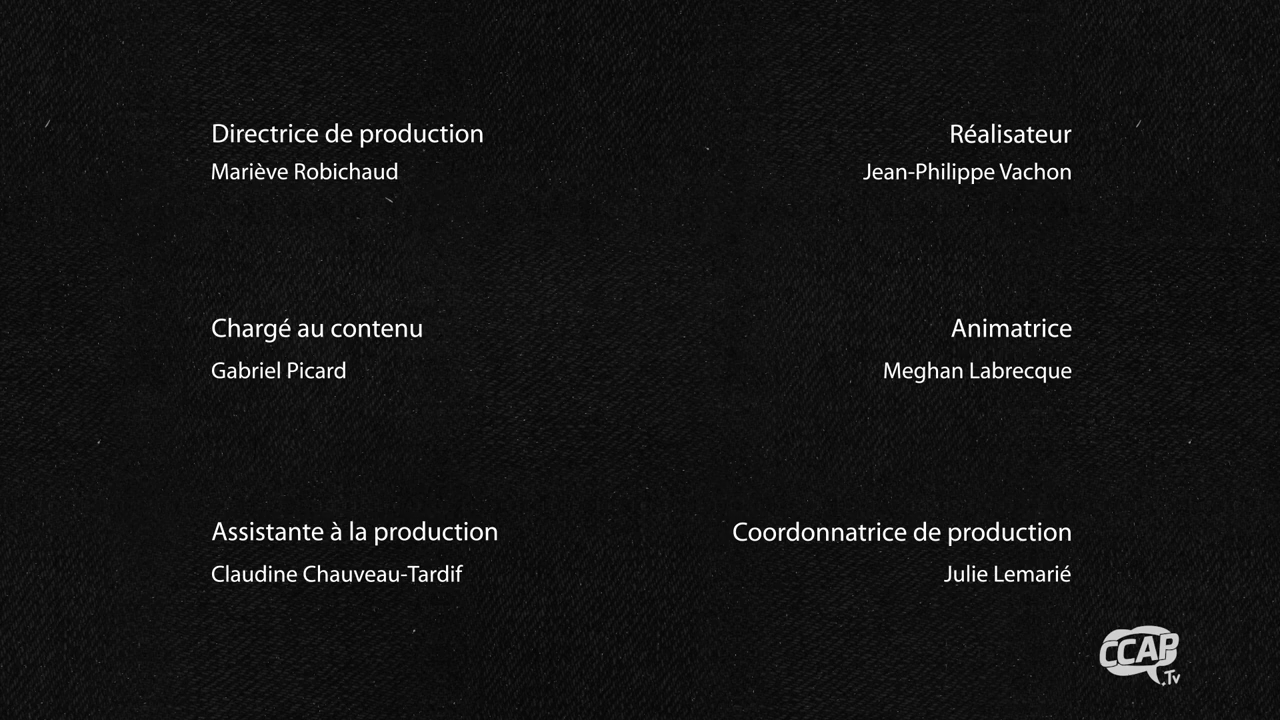 Directrice de production
Mariève Robichaud
Réalisateur
Jean-Philippe Vachon
Chargé au contenu
Gabriel Picard
Animatrice
Meghan Labrecque
Assistante à la production
Claudine Chauveau-Tardif
Coordonnatrice de production
Julie Lemarié
CCAP
.Tv